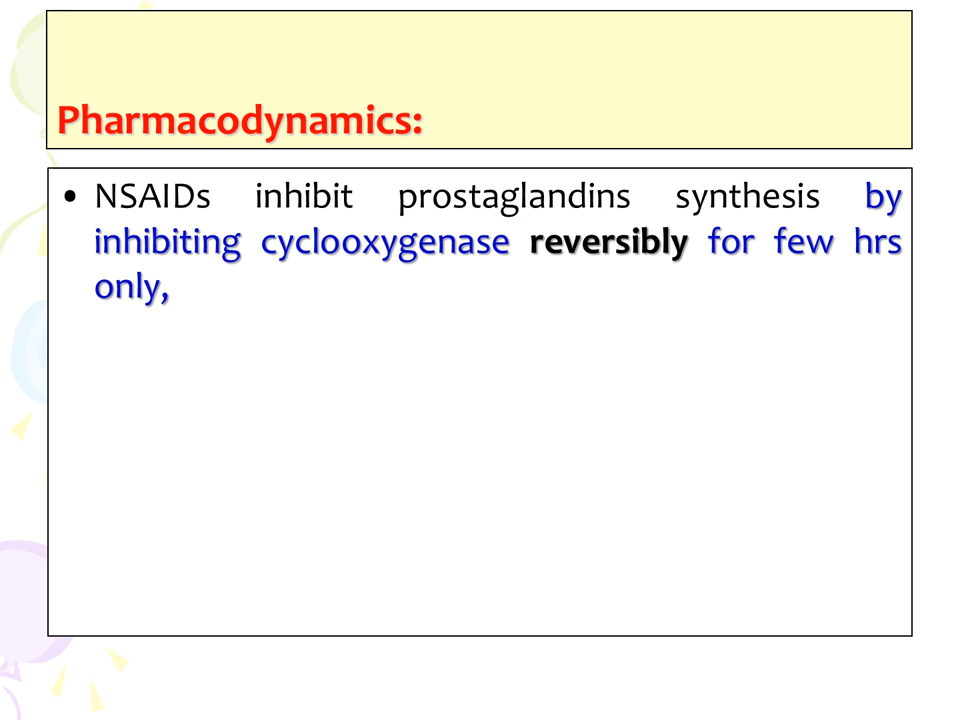 Pharmacodynamics:
• NSAIDs inhibit prostaglandins synthesis by
inhibiting cyclooxygenase reversibly for few hrs
only,